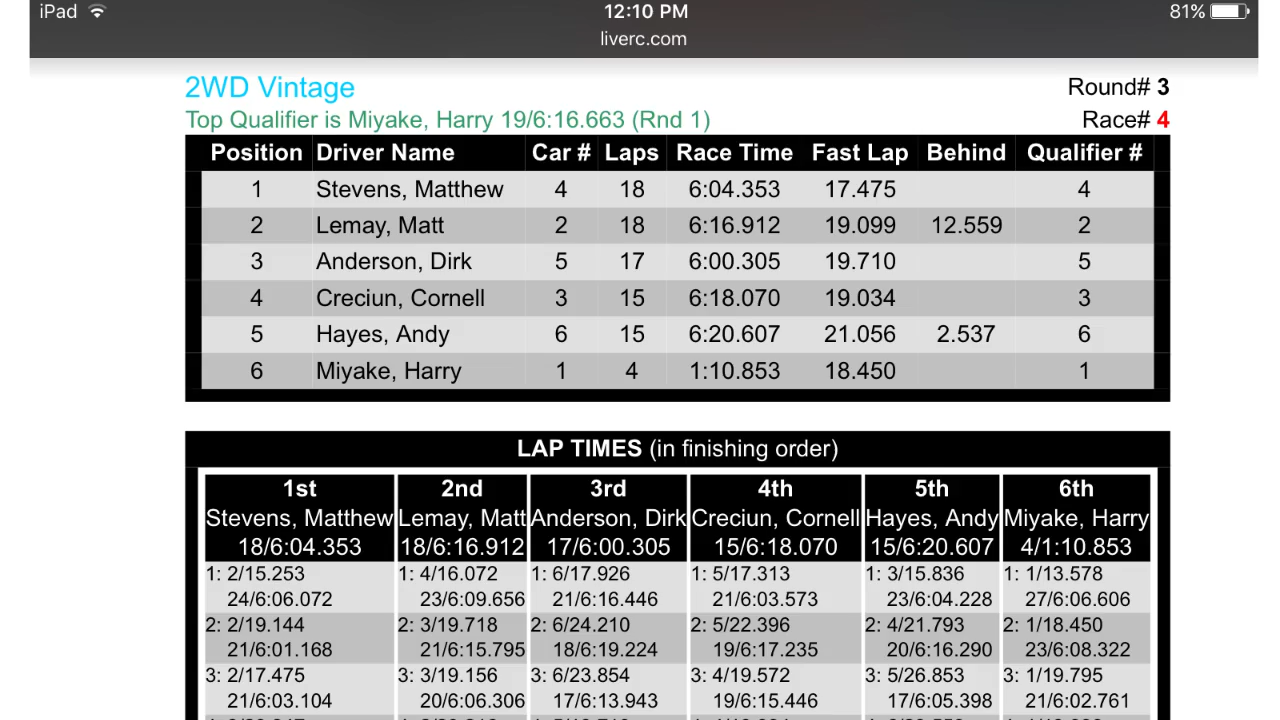 iPad 12:10 PM 81%
liverc.com
2WD Vintage Round# 3
Top Qualifier is Miyake, Harry 19/6:16.663 (Rnd 1) Race# 4
Position Driver Name Car # Laps Race Time Fast Lap Behind Qualifier #
1 Stevens, Matthew 4 18 6:04.353 17.475 4
2 Lemay, Matt 2 18 6:16.912 19.099 12.559 2
3 Anderson, Dirk 5 17 6:00.305 19.710 5
4 Creciun, Cornell 3 15 6:18.070 19.034 3
5 Hayes, Andy 6 15 6:20.607 21.056 2.537 6
6 Miyake, Harry 1 4 1:10.853 18.450 1
LAP TIMES (in finishing order)
1st 2nd 3rd 4th 5th 6th
Stevens, Matthew Lemay, Matt Anderson, Dirk Creciun, Cornell Hayes, Andy Miyake, Harry
18/6:04.353 18/6:16.912 17/6:00.305 15/6:18.070 15/6:20.607 4/1:10.853
1: 2/15.253 1: 4/16.072 1: 6/17.926 1: 5/17.313 1: 3/15.836 1: 1/13.578
24/6:06.072 23/6:09.656 21/6:16.446 21/6:03.573 23/6:04.228 27/6:06.606
2: 2/19.144 2: 3/19.718 2: 6/24.210 2: 5/22.396 2: 4/21.793 2: 1/18.450
21/6:01.168 21/6:15.795 18/6:19.224 19/6:17.235 20/6:16.290 23/6:08.322
3: 2/17.475 3: 3/19.156 3: 6/23.854 3: 4/19.572 3: 5/26.853 3: 1/19.795
21/6:03.104 20/6:06.306 17/6:13.943 19/6:15.446 17/6:05.398 21/6:02.761